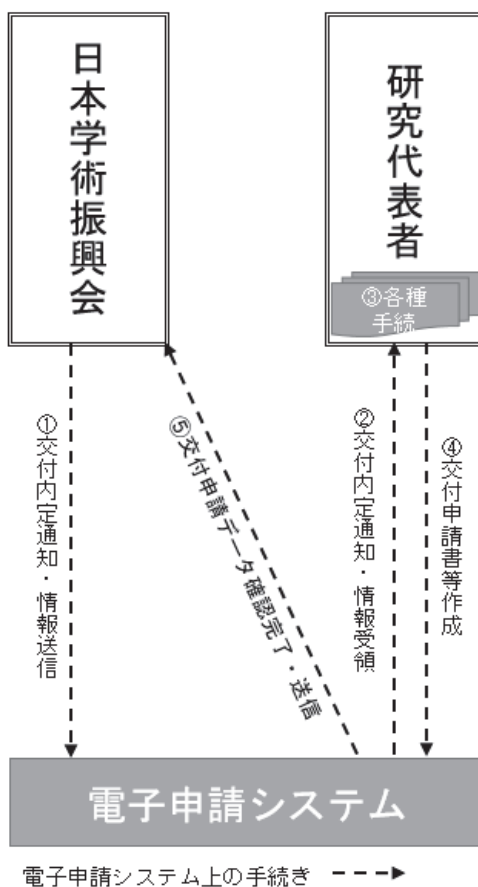 日本学術振興会
研究代表者
③各種
手続
①交付内定通知・情報送信
⑤交付申請データ確認完了・送信
②交付内定通知・情報受領
④交付申請書等作成
電子申請システム
電子申請システム上の手続き